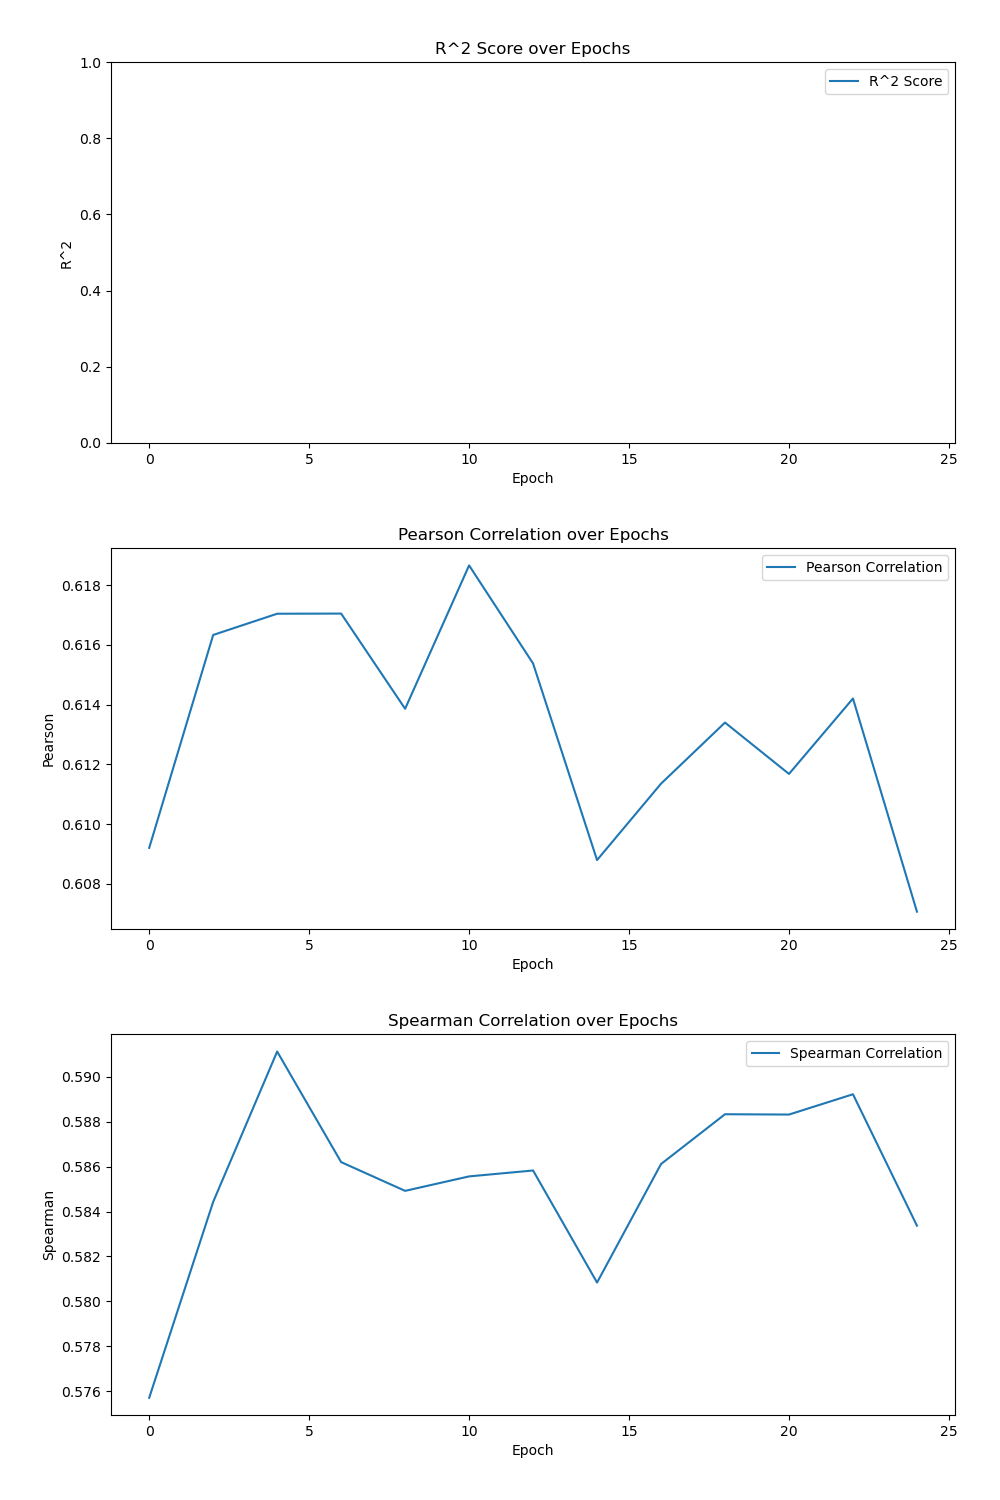 R^2 Score over Epochs
1.0
R^2 Score
0.8
0.6
R^2
0.4
0.2
0.0
0 5 10 15 20 25
Epoch
Pearson Correlation over Epochs
Pearson Correlation
0.618
0.616
0.614
Pearson
0.612
0.610
0.608
0 5 10 15 20 25
Epoch
Spearman Correlation over Epochs
Spearman Correlation
0.590
0.588
0.586
0.584
Spearman
0.582
0.580
0.578
0.576
0 5 10 15 20 25
Epoch